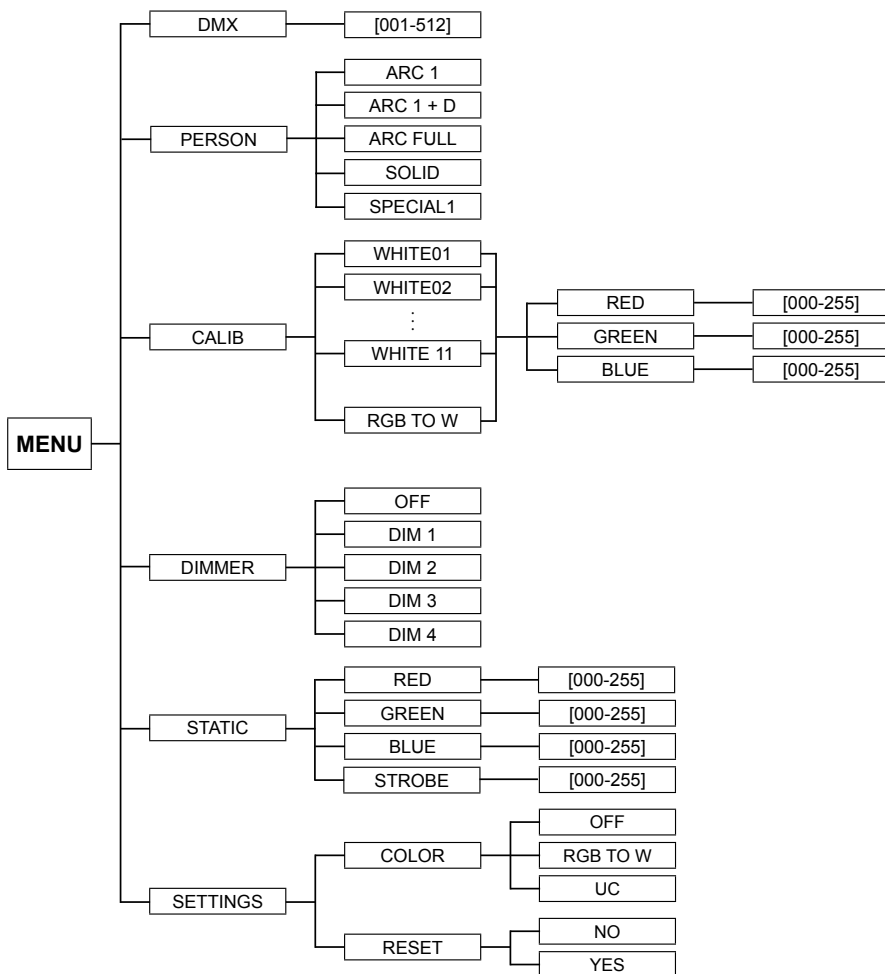 DMX [001-512]
ARC 1
ARC 1 + D
PERSON ARC FULL
SOLID
SPECIAL1
WHITE01
WHITE02
RED [000-255]
CALIB GREEN [000-255]
WHITE 11
BLUE [000-255]
RGB TO W
MENU
OFF
DIM 1
DIMMER DIM 2
DIM 3
DIM 4
RED [000-255]
GREEN [000-255]
STATIC
BLUE [000-255]
STROBE [000-255]
OFF
COLOR RGB TO W
UC
SETTINGS
NO
RESET
YES